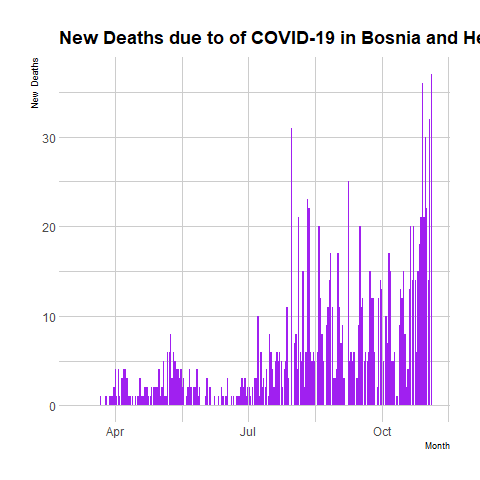 New Deaths due to of COVID-19 in Bosnia and He
New Deaths
30
20
10
0
Apr Jul Oct
Month